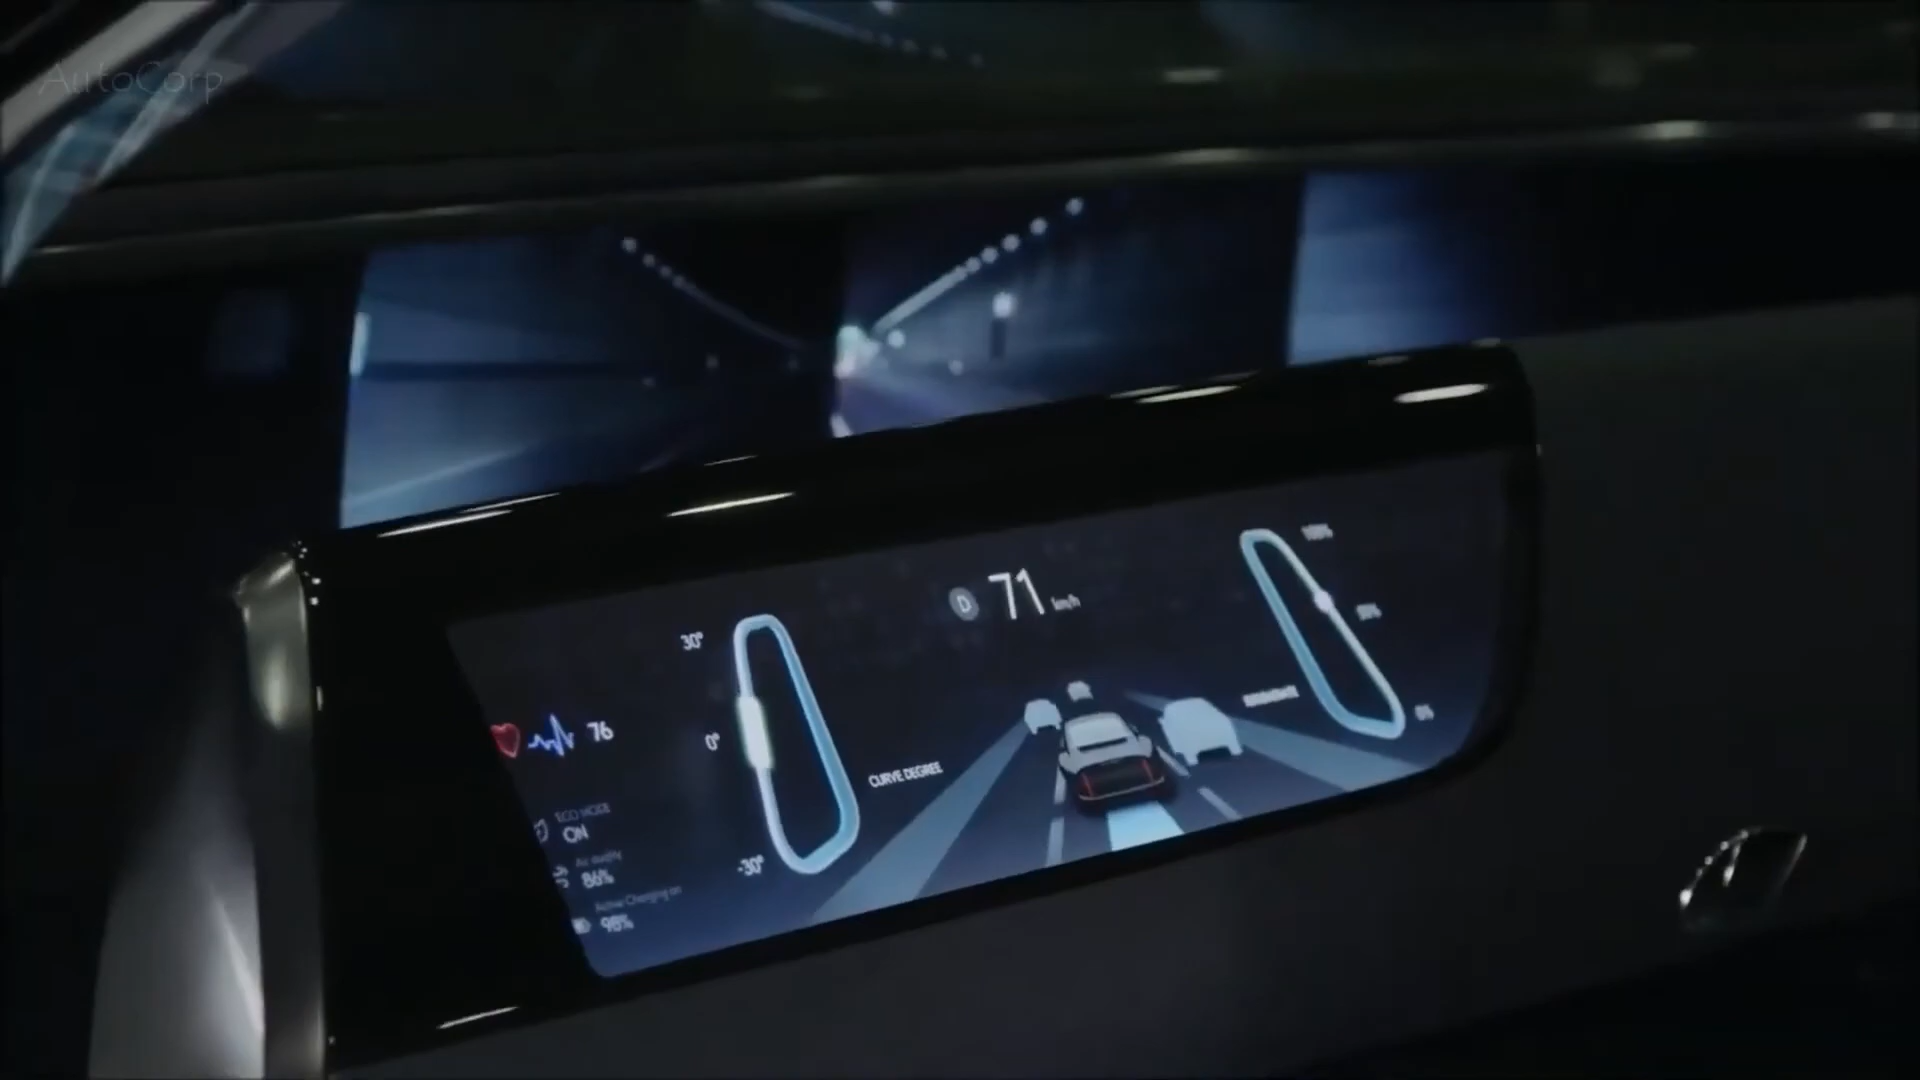 AutoCorp
D 71 km/h
100%
30°
0%
76
0°
CURVE DEGREE
ECO MODE
ON
Air quality
86%
-30°
Active Charging on
98%